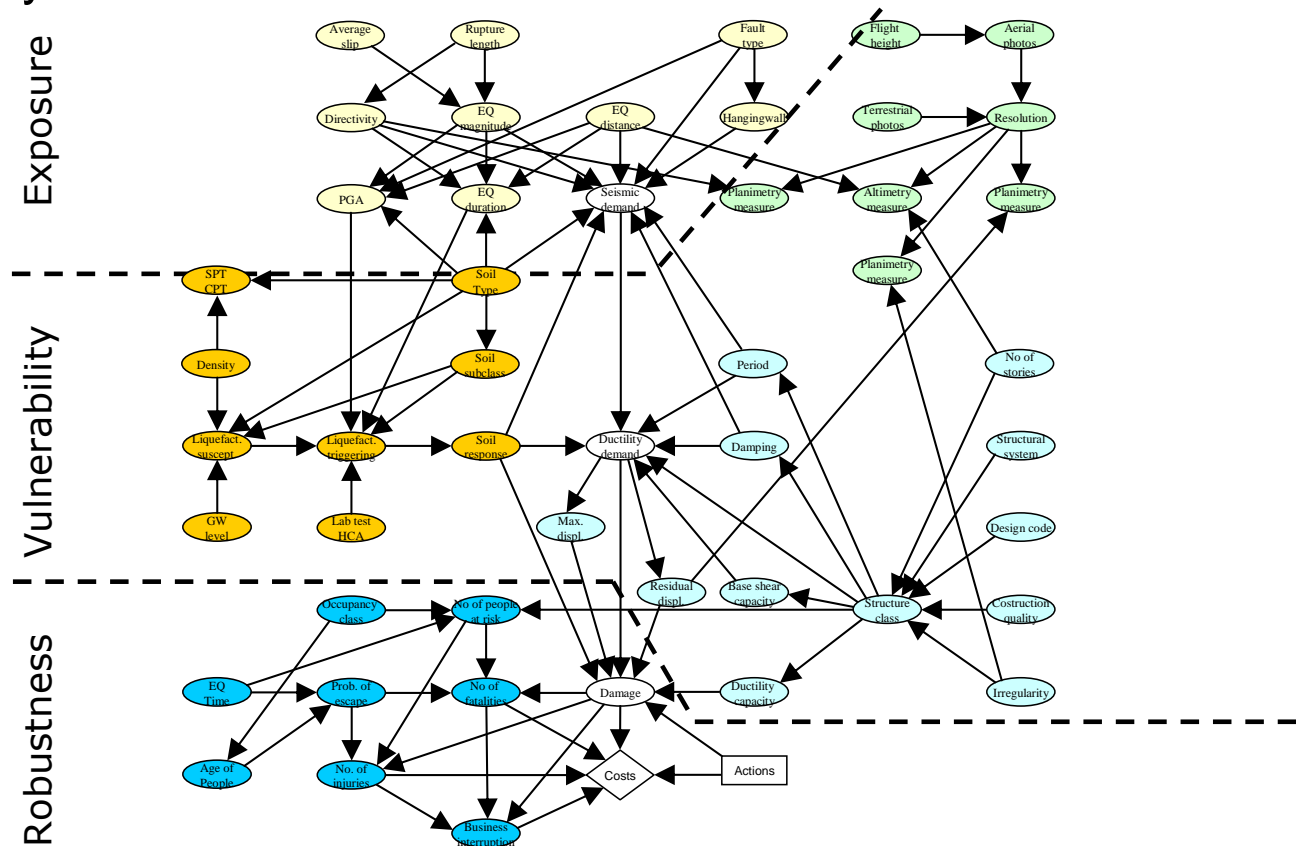 Exposure
Vulnerability
Robustness
Average
slip
Rupture
length
Fault
type
Flight
height
Aerial
photos
Directivity
EQ
magnitude
EQ
distance
Hangingwall
Terrestrial
photos
Resolution
PGA
EQ
duration
Seismic
demand
Planimetry
measure
Altimetry
measure
Planimetry
measure
SPT
CPT
Soil
Type
Planimetry
measure
Density
Soil
subclass
Period
No of
stories
Liquefact.
suscept
Liquefact.
triggering
Soil
response
Ductility
demand
Damping
Structural
system
GW
level
Lab test
HCA
Max.
displ.
Design code
Residual
displ.
Base shear
capacity
Occupancy
class
No of people
at risk
Structure
class
Costruction
quality
EQ
Time
Prob. of
escape
No of
fatalities
Damage
Ductility
capacity
Irregularity
Age of
People
No. of
injuries
Costs
Actions
Business
interruption